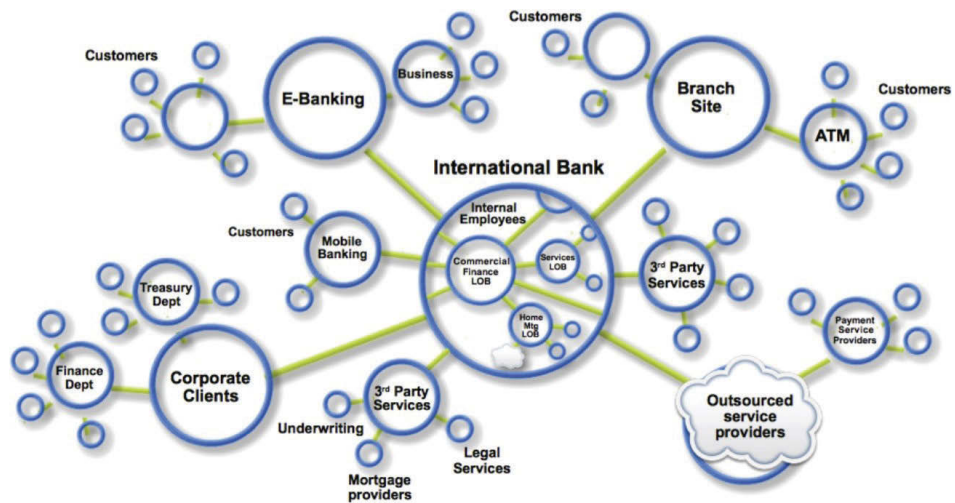 Customers
E-Banking
Business
Customers
Branch
Site
Customers
ATM
International Bank
Internal
Employees
Commercial
Finance
LOB
Services
LOB
Home
Mtg
LOB
Customers
Mobile
Banking
3rd Party
Services
Treasury
Dept
Finance
Dept
Corporate
Clients
3rd Party
Services
Underwriting
Mortgage
providers
Legal
Services
Payment
Service
Providers
Outsourced
service
providers